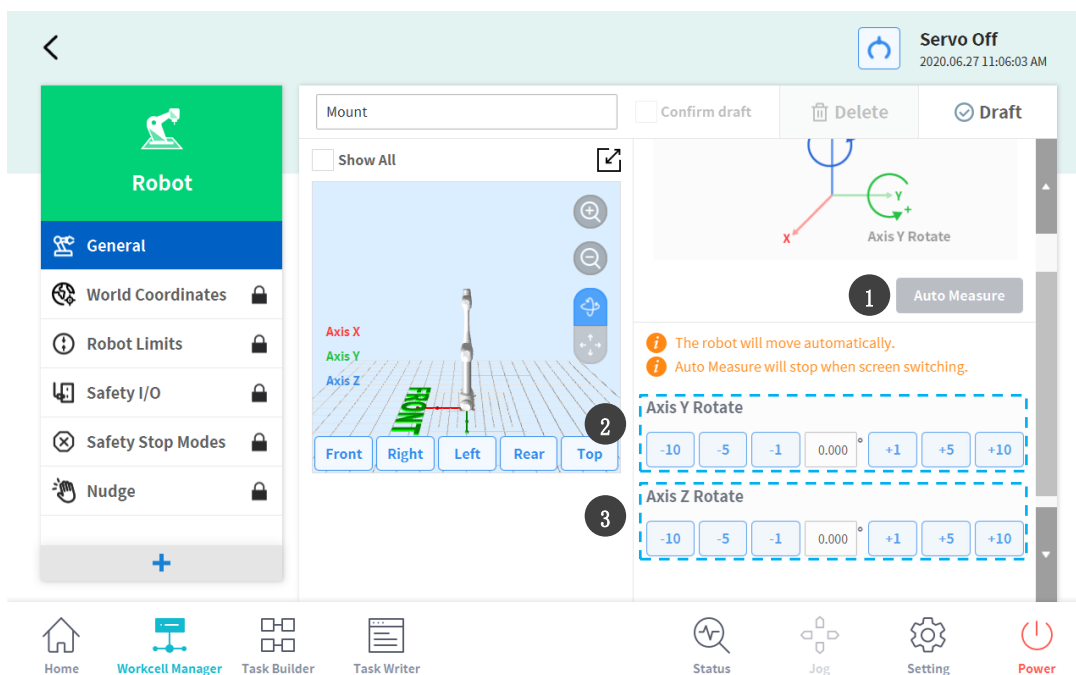 Servo Off
2020.06.27 11:06:03 AM
Robot
General
World Coordinates
Robot Limits
Safety I/O
Safety Stop Modes
Nudge
+
Mount
Confirm draft
Delete
Draft
Show All
Axis X
Axis Y
Axis Z
FRONT
Front Right Left Rear Top
Y
+
X
Axis Y Rotate
1
Auto Measure
i The robot will move automatically.
i Auto Measure will stop when screen switching.
2
Axis Y Rotate
-10 -5 -1 0.000 ° +1 +5 +10
3
Axis Z Rotate
-10 -5 -1 0.000 ° +1 +5 +10
Home Workcell Manager Task Builder Task Writer Status Jog Setting Power